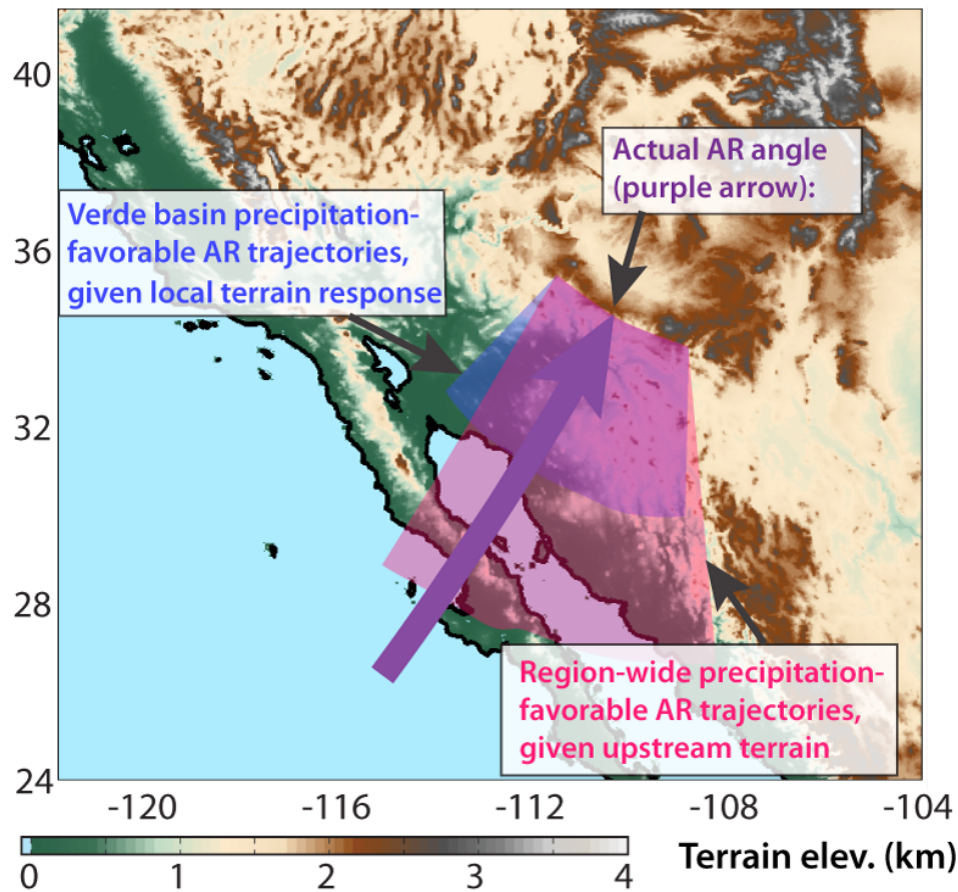 40
36
32
28
24
Actual AR angle
(purple arrow):
Verde basin precipitation-
favorable AR trajectories,
given local terrain response
Region-wide precipitation-
favorable AR trajectories,
given upstream terrain
-120 -116 -112 -108 -104
0 1 2 3 4
Terrain elev. (km)